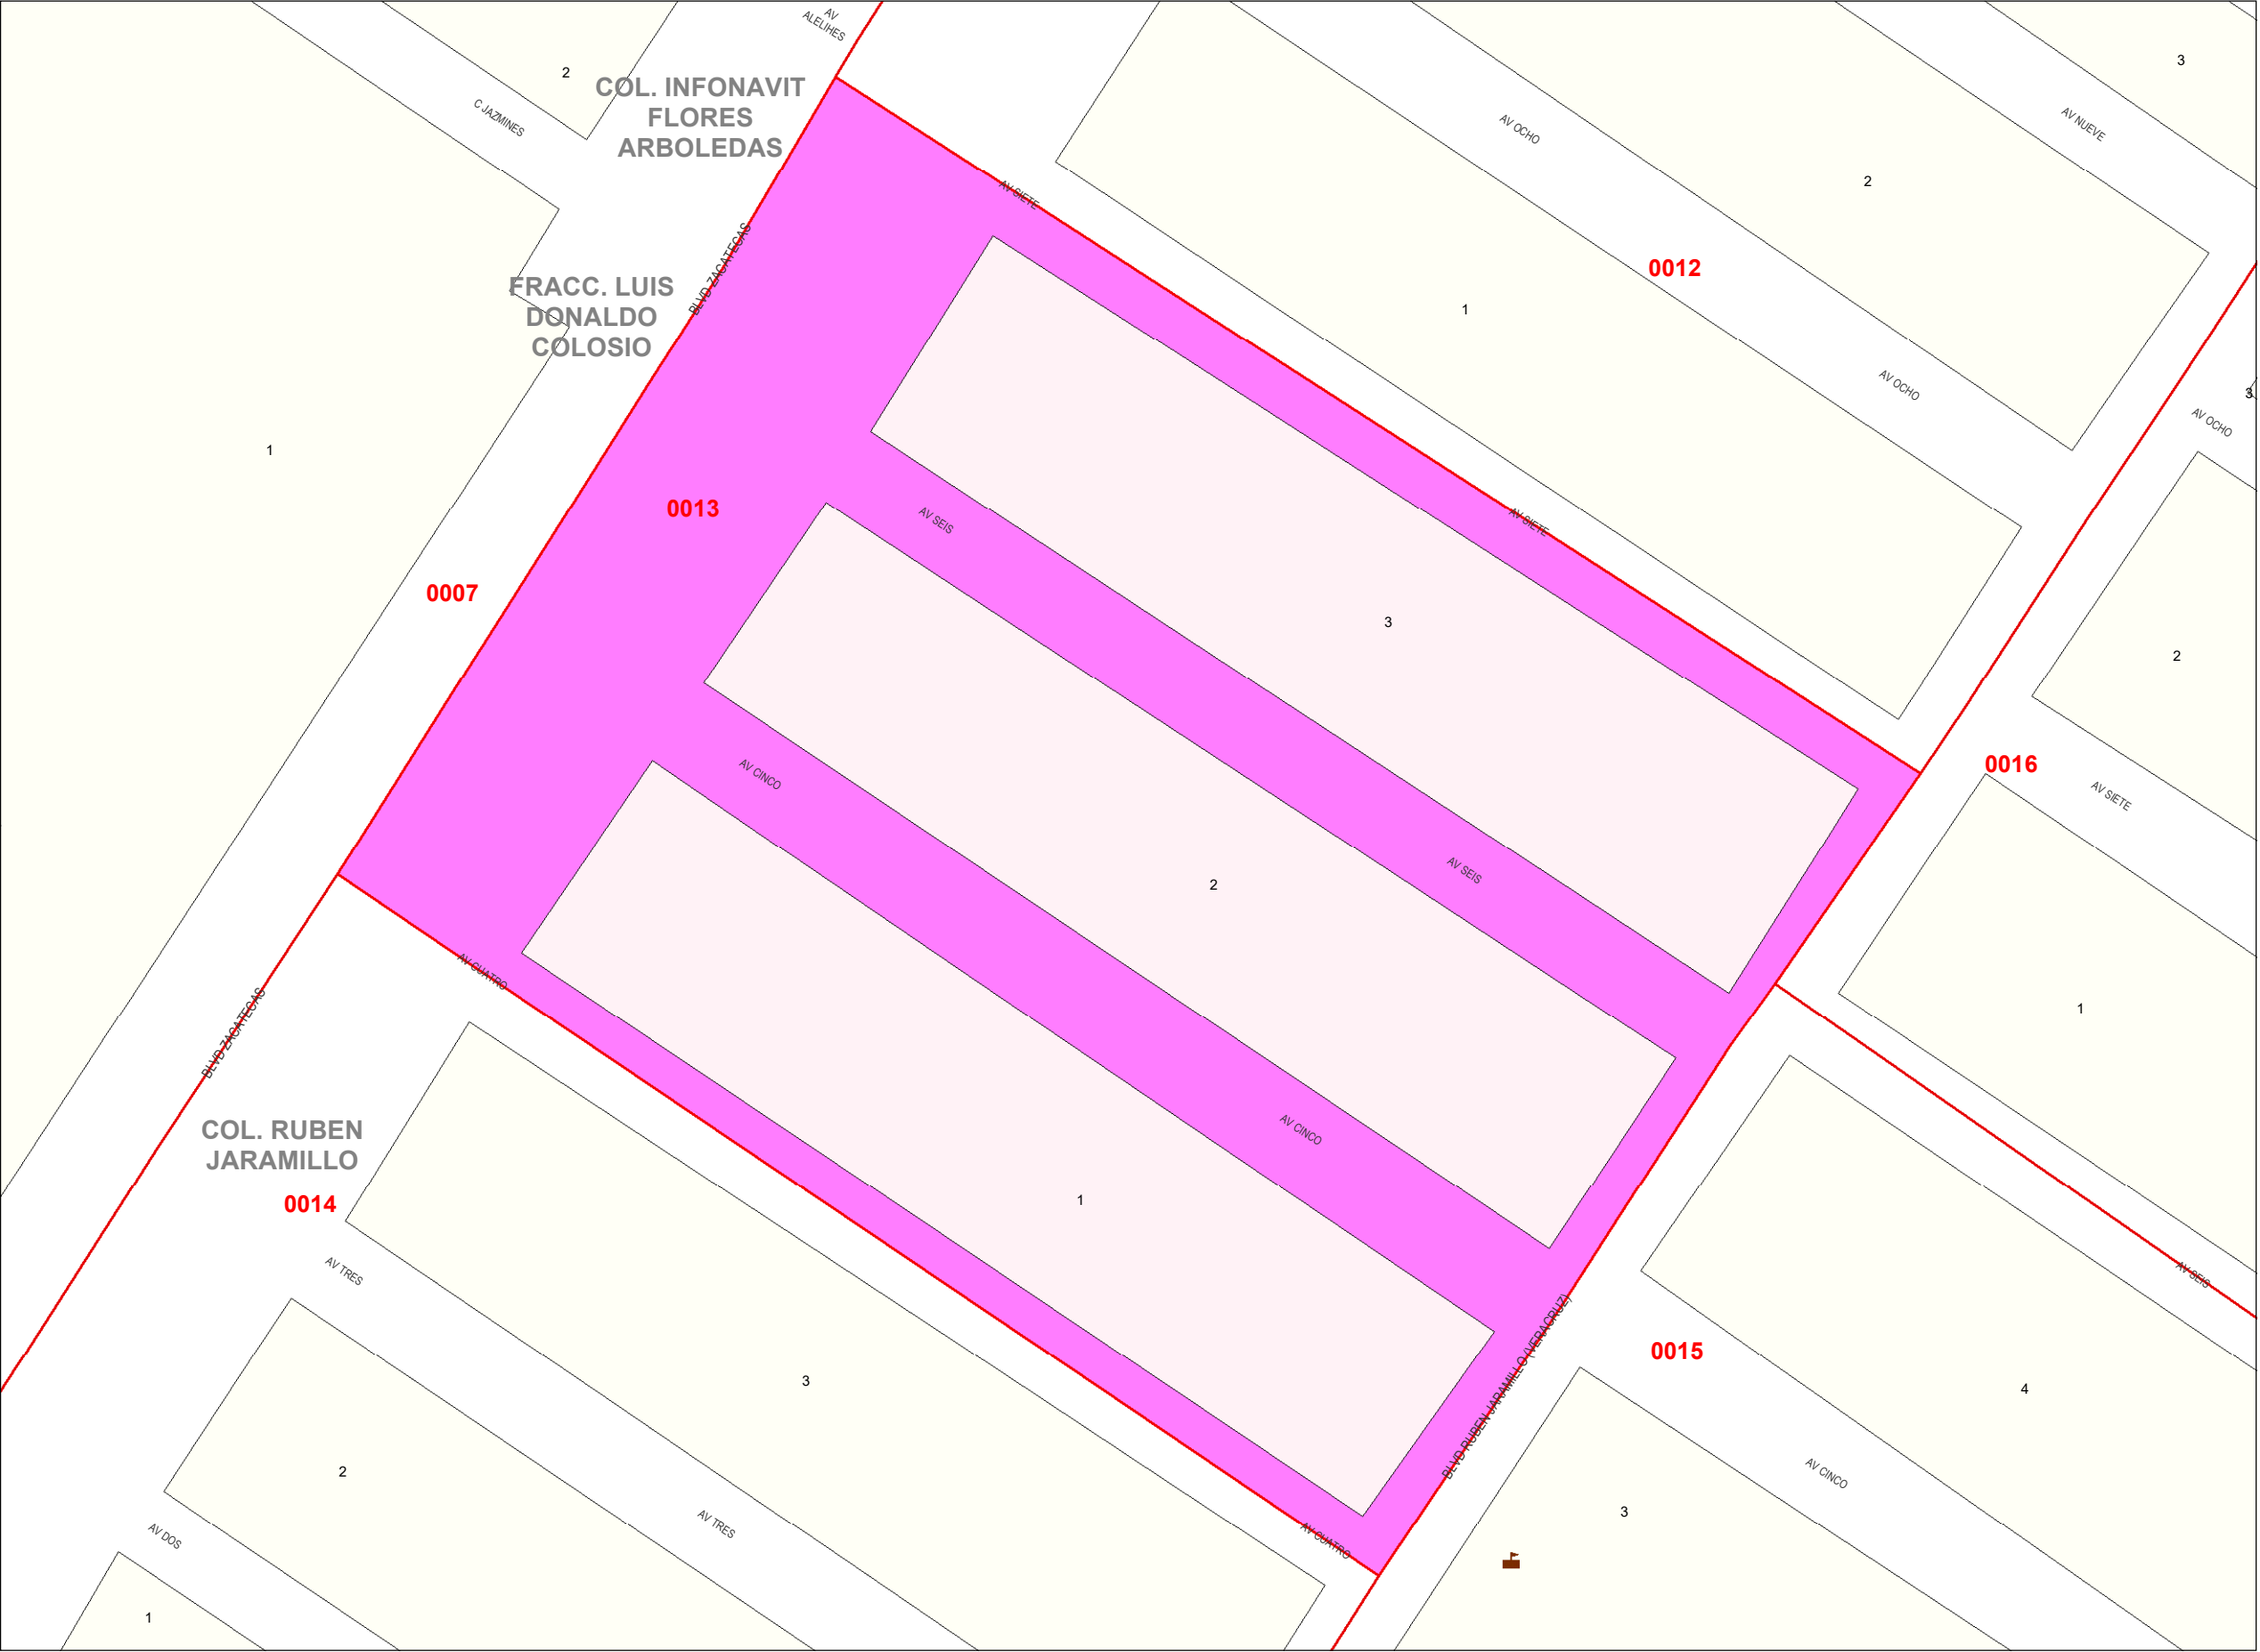 AV
ALELIHES
2
3
COL. INFONAVIT
FLORES
ARBOLEDAS
C JAZMINES
AV OCHO
AV NUEVE
AV SIETE
2
BLVD ZACATECAS
0012
FRACC. LUIS
DONALDO
COLOSIO
1
AV OCHO
3
AV OCHO
1
0013
AV SEIS
AV SIETE
0007
3
2
AV CINCO
0016
AV SIETE
AV SEIS
2
AV CUATRO
1
BLVD ZACATECAS
COL. RUBEN
JARAMILLO
AV CINCO
0014
1
AV TRES
AV SEIS
BLVD RUBEN JARAMILLO (VERACRUZ)
0015
3
4
2
AV CINCO
AV TRES
3
AV DOS
AV CUATRO
1